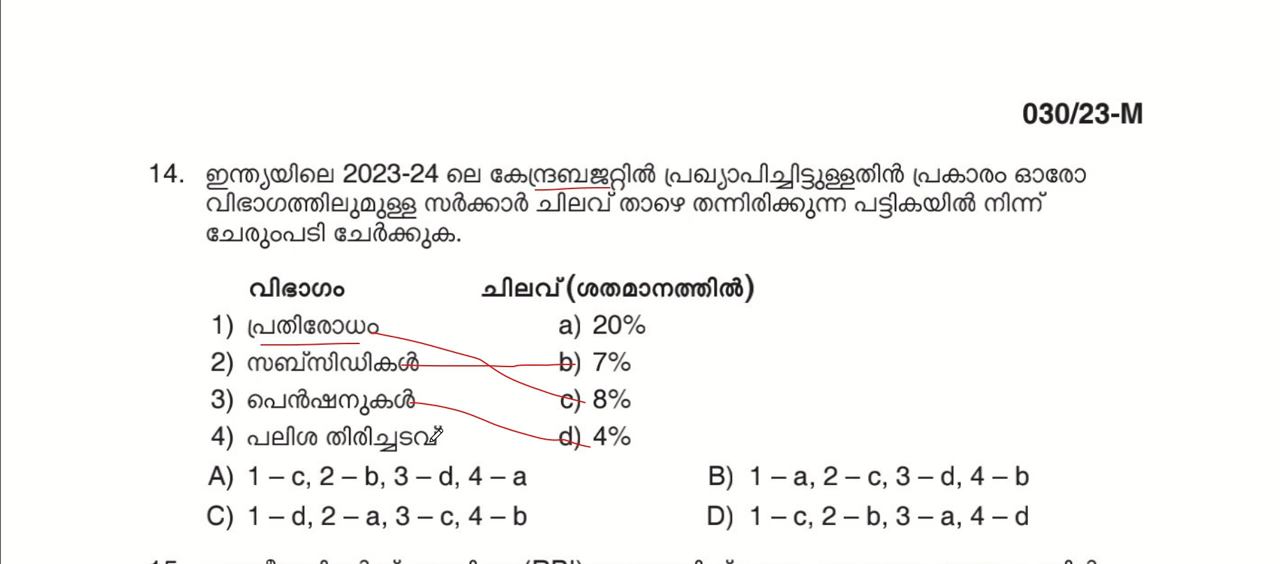 030/23-M
14. ഇന്ത്യയിലെ 2023-24 ലെ കേന്ദ്രബജറ്റിൽ പ്രഖ്യാപിച്ചിട്ടുള്ളതിൻ പ്രകാരം ഓരോ
വിഭാഗത്തിലുമുള്ള സർക്കാർ ചിലവ് താഴെ തന്നിരിക്കുന്ന പട്ടികയിൽ നിന്ന്
ചേരുംപടി ചേർക്കുക.
വിഭാഗം ചിലവ് (ശതമാനത്തിൽ)
1) പ്രതിരോധം a) 20%
2) സബ്സിഡികൾ b) 7%
3) പെൻഷനുകൾ c) 8%
4) പലിശ തിരിച്ചടവ് d) 4%
A) 1 – c, 2 – b, 3 – d, 4 – a B) 1 – a, 2 – c, 3 – d, 4 – b
C) 1 – d, 2 – a, 3 – c, 4 – b D) 1 – c, 2 – b, 3 – a, 4 – d